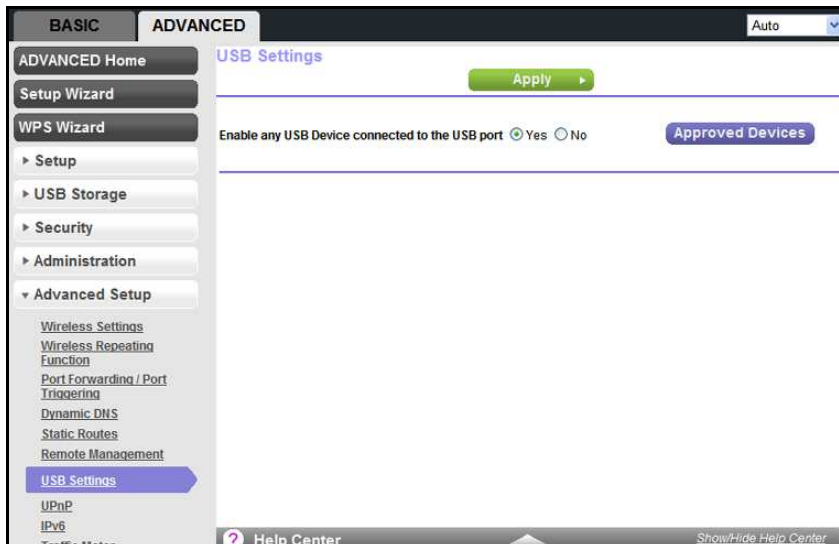 BASIC
ADVANCED
Auto
ADVANCED Home
Setup Wizard
WPS Wizard
Setup
USB Storage
Security
Administration
Advanced Setup
Wireless Settings
Wireless Repeating
Function
Port Forwarding / Port
Triggering
Dynamic DNS
Static Routes
Remote Management
USB Settings
UPnP
IPv6
Traffic Meter
USB Settings
Apply
Enable any USB Device connected to the USB port Yes No
Approved Devices
? Help Center
Show/Hide Help Center